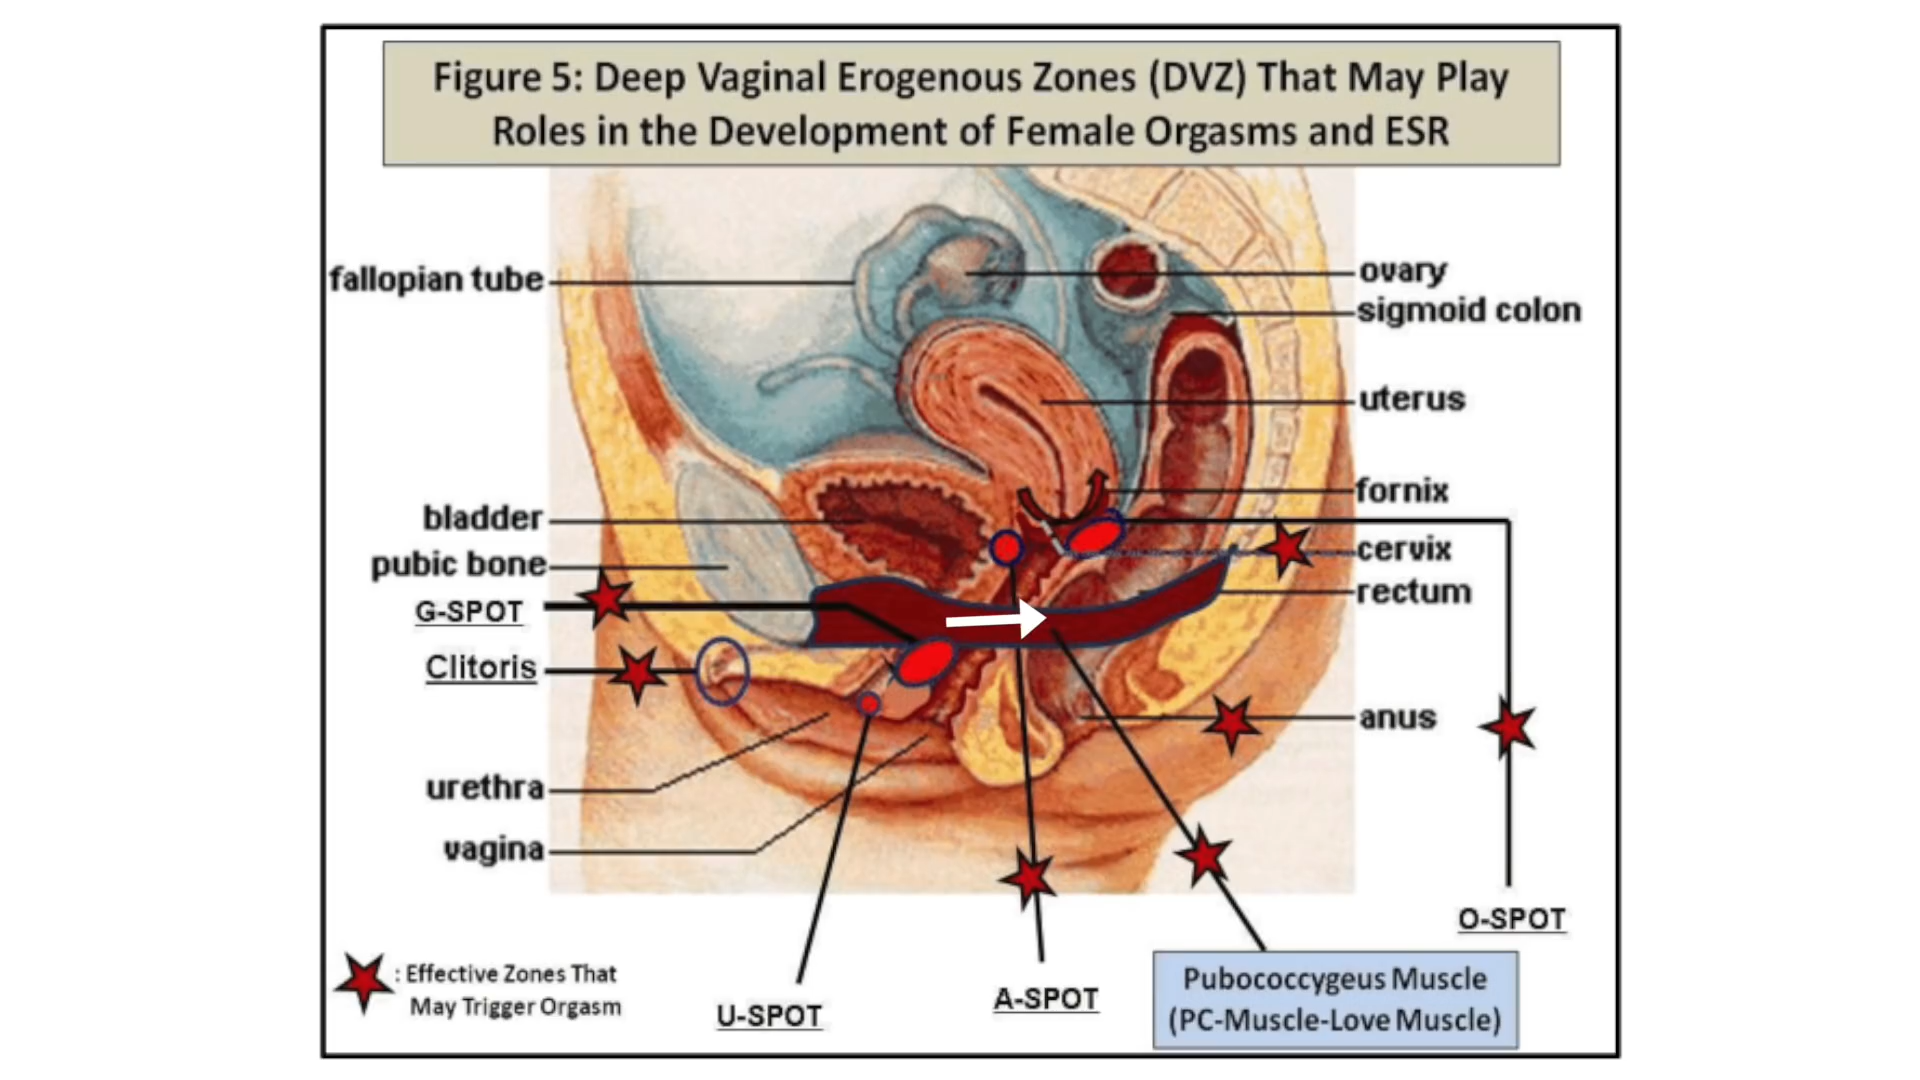 Figure 5: Deep Vaginal Erogenous Zones (DVZ) That May Play
Roles in the Development of Female Orgasms and ESR
fallopian tube
bladder
pubic bone
G-SPOT
Clitoris
urethra
vagina
ovary
sigmoid colon
uterus
fornix
cervix
rectum
anus
O-SPOT
: Effective Zones That
May Trigger Orgasm
U-SPOT
A-SPOT
Pubococcygeus Muscle
(PC-Muscle-Love Muscle)